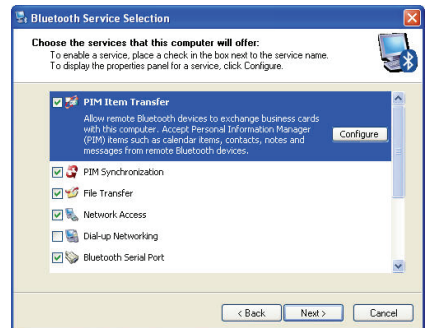 Bluetooth Service Selection
Choose the services that this computer will offer:
To enable a service, place a check in the box next to the service name.
To display the properties panel for a service, click Configure.
PIM Item Transfer
Allow remote Bluetooth devices to exchange business cards
with this computer. Accept Personal Information Manager
(PIM) items such as calendar items, contacts, notes and
messages from remote Bluetooth devices.
Configure
PIM Synchronization
File Transfer
Network Access
Dial-up Networking
Bluetooth Serial Port
< Back
Next >
Cancel